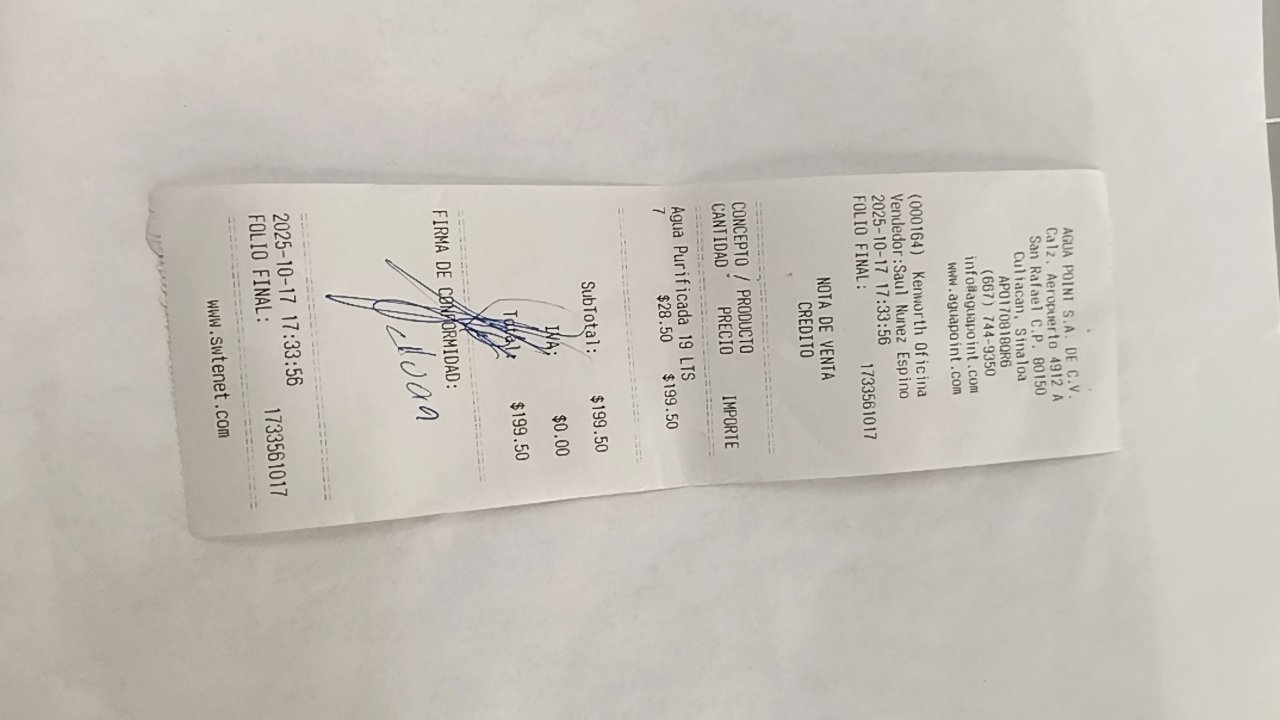 AGUA POINT S.A. DE C.V.
Calz. Aeropuerto 4912 A
San Rafael C.P. 80150
Culiacan, Sinaloa
APO170818QR6
(667) 744-9350
info@aguapoint.com
www.aguapoint.com
(000164) Kenworth Oficina
Vendedor:Saul Nunez Espino
2025-10-17 17:33:56
FOLIO FINAL: 1733561017
NOTA DE VENTA
CREDITO
CONCEPTO / PRODUCTO
CANTIDAD PRECIO IMPORTE
Agua Purificada 19 LTS
7 $28.50 $199.50
SubTotal: $199.50
IVA: $0.00
Total: $199.50
FIRMA DE CONFORMIDAD:
2025-10-17 17:33:56
FOLIO FINAL: 1733561017
www.swtenet.com